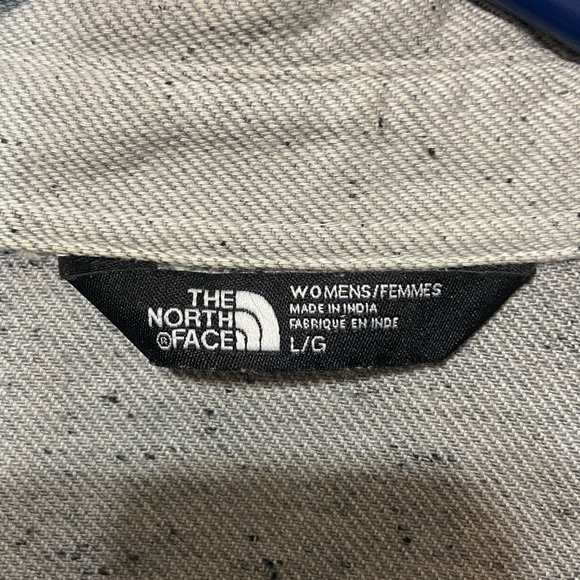 THE
NORTH
®FACE
WOMENS/FEMMES
MADE IN INDIA
FABRIQUÉ EN INDE
L/G